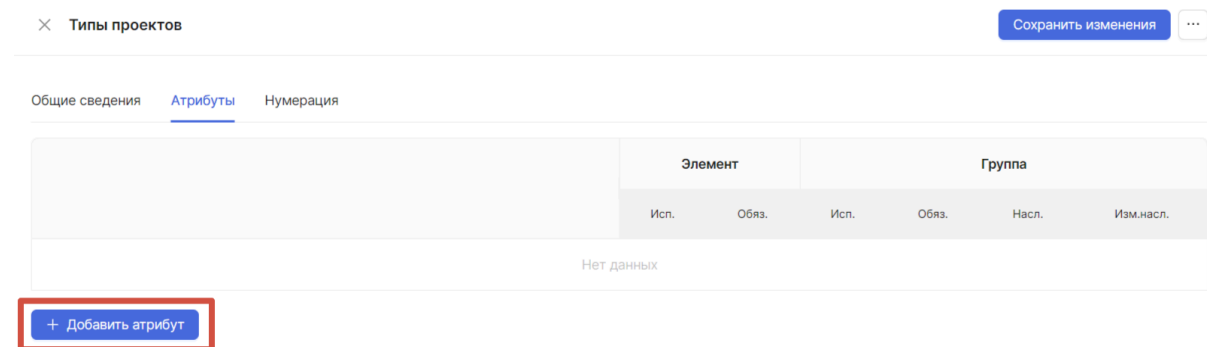 Типы проектов
Сохранить изменения
...
Общие сведения Атрибуты Нумерация
Элемент Группа
Исп. Обяз. Исп. Обяз. Насл. Изм.насл.
Нет данных
+ Добавить атрибут